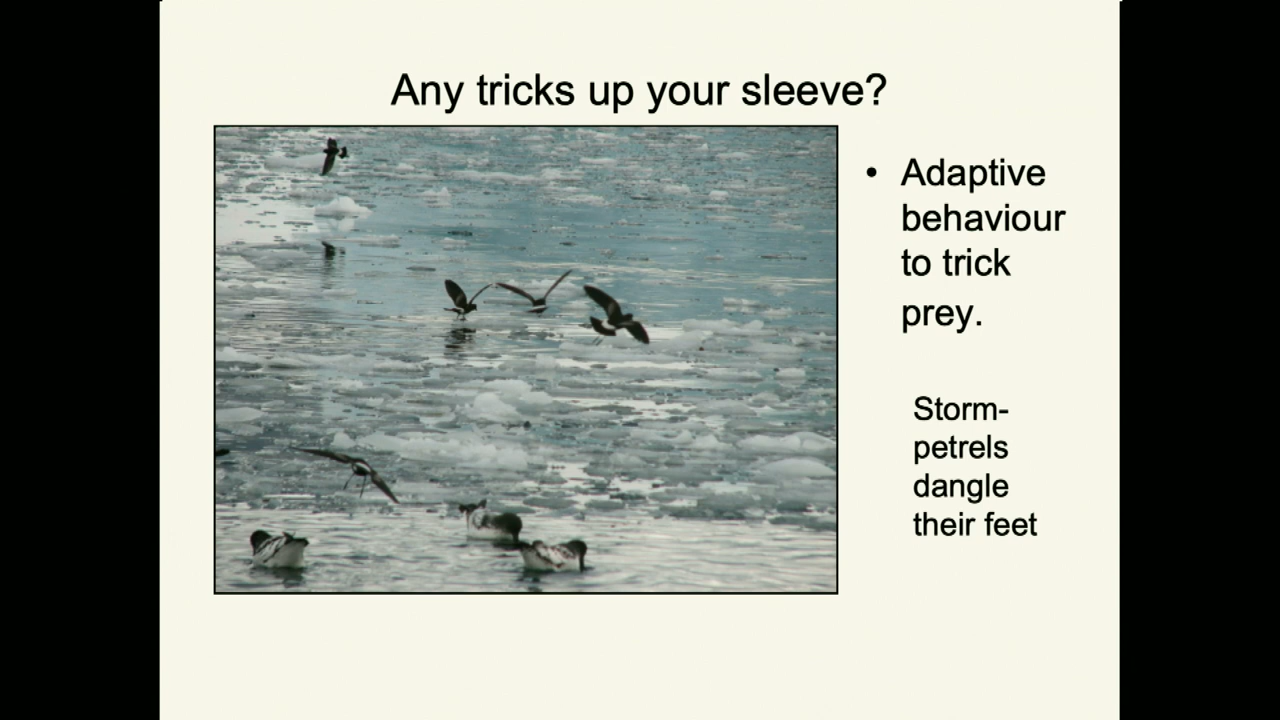 Any tricks up your sleeve?
• Adaptive
behaviour
to trick
prey.
Storm-
petrels
dangle
their feet